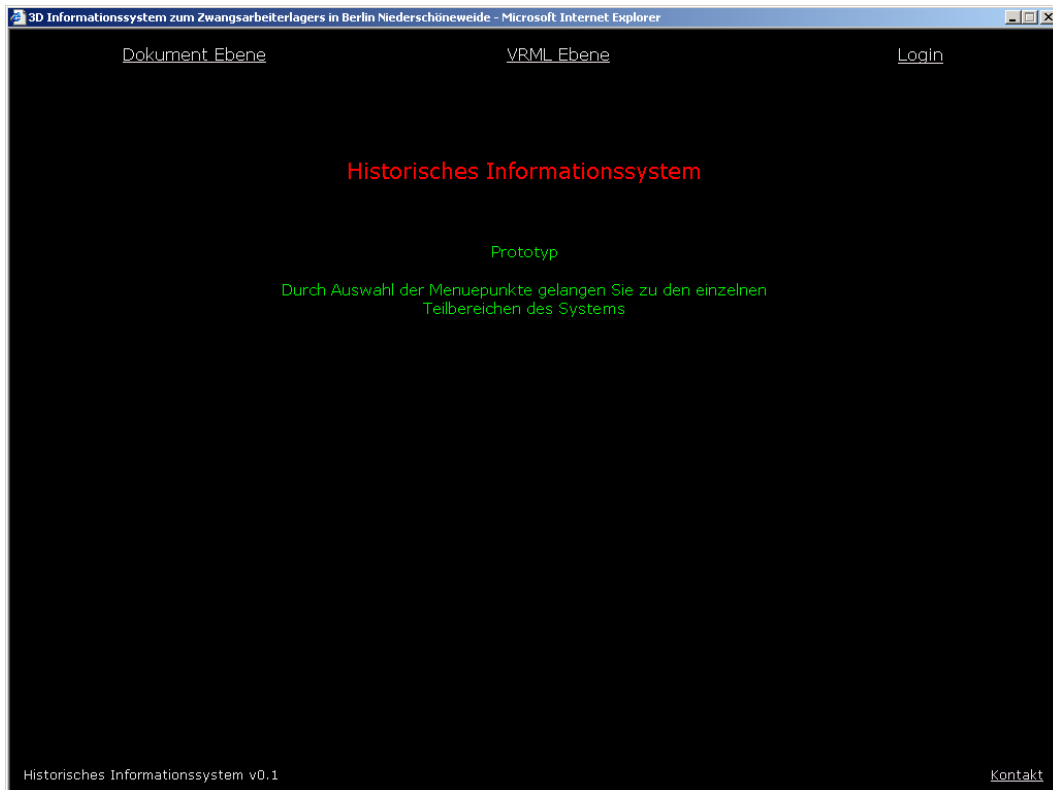 3D Informationssystem zum Zwangsarbeiterlagers in Berlin Niederschöneweide - Microsoft Internet Explorer
Dokument Ebene VRML Ebene Login
Historisches Informationssystem
Prototyp
Durch Auswahl der Menuepunkte gelangen Sie zu den einzelnen
Teilbereichen des Systems
Historisches Informationssystem v0.1 Kontakt